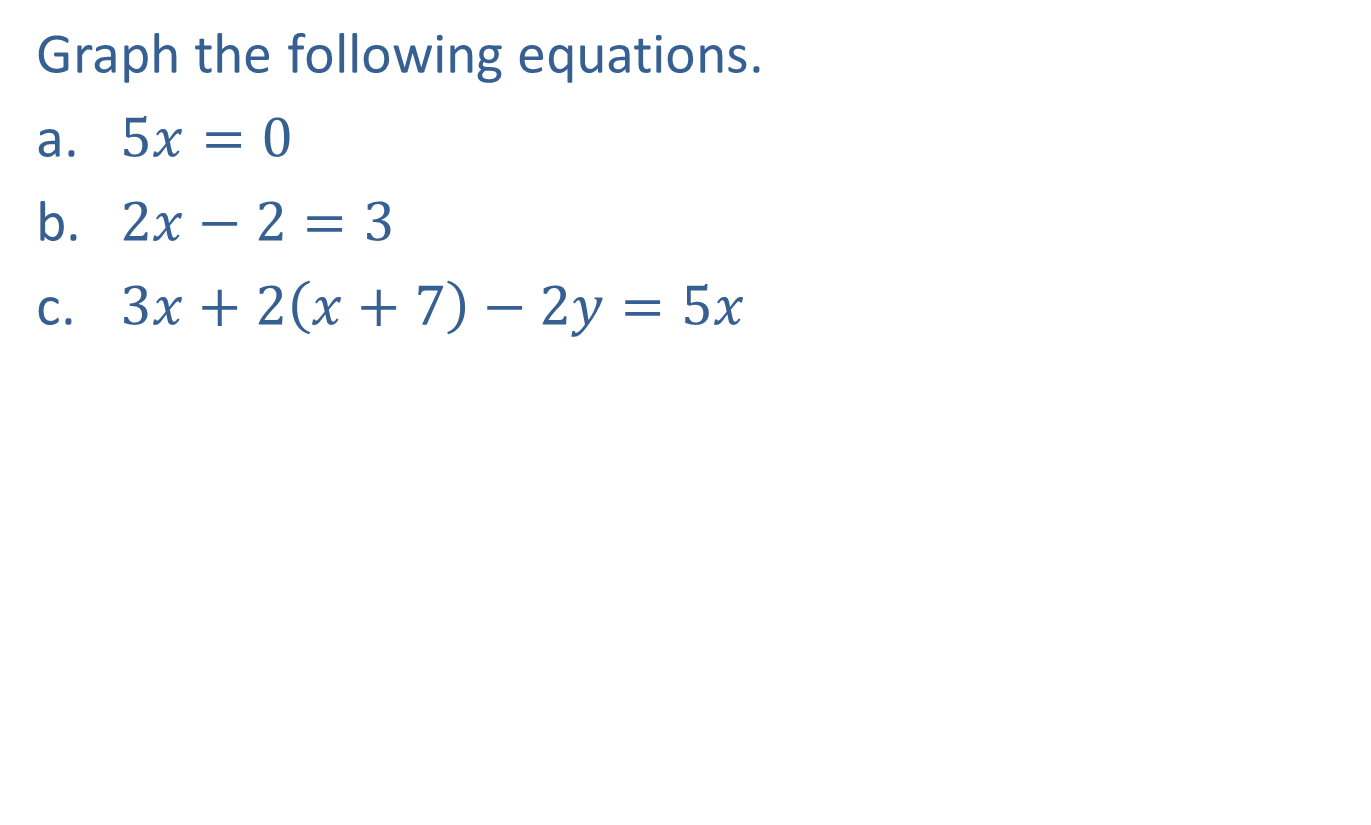 Graph the following equations.
a. 5x = 0
b. 2x − 2 = 3
c. 3x + 2(x + 7) − 2y = 5x